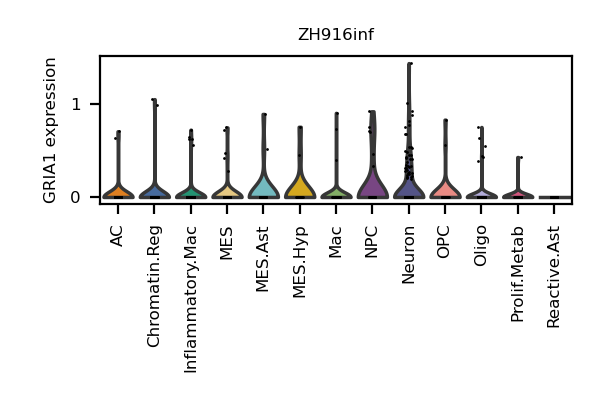 ZH916inf
GRIA1 expression
1
0
AC
Chromatin.Reg
Inflammatory.Mac
MES
MES.Ast
MES.Hyp
Mac
NPC
Neuron
OPC
Oligo
Prolif.Metab
Reactive.Ast